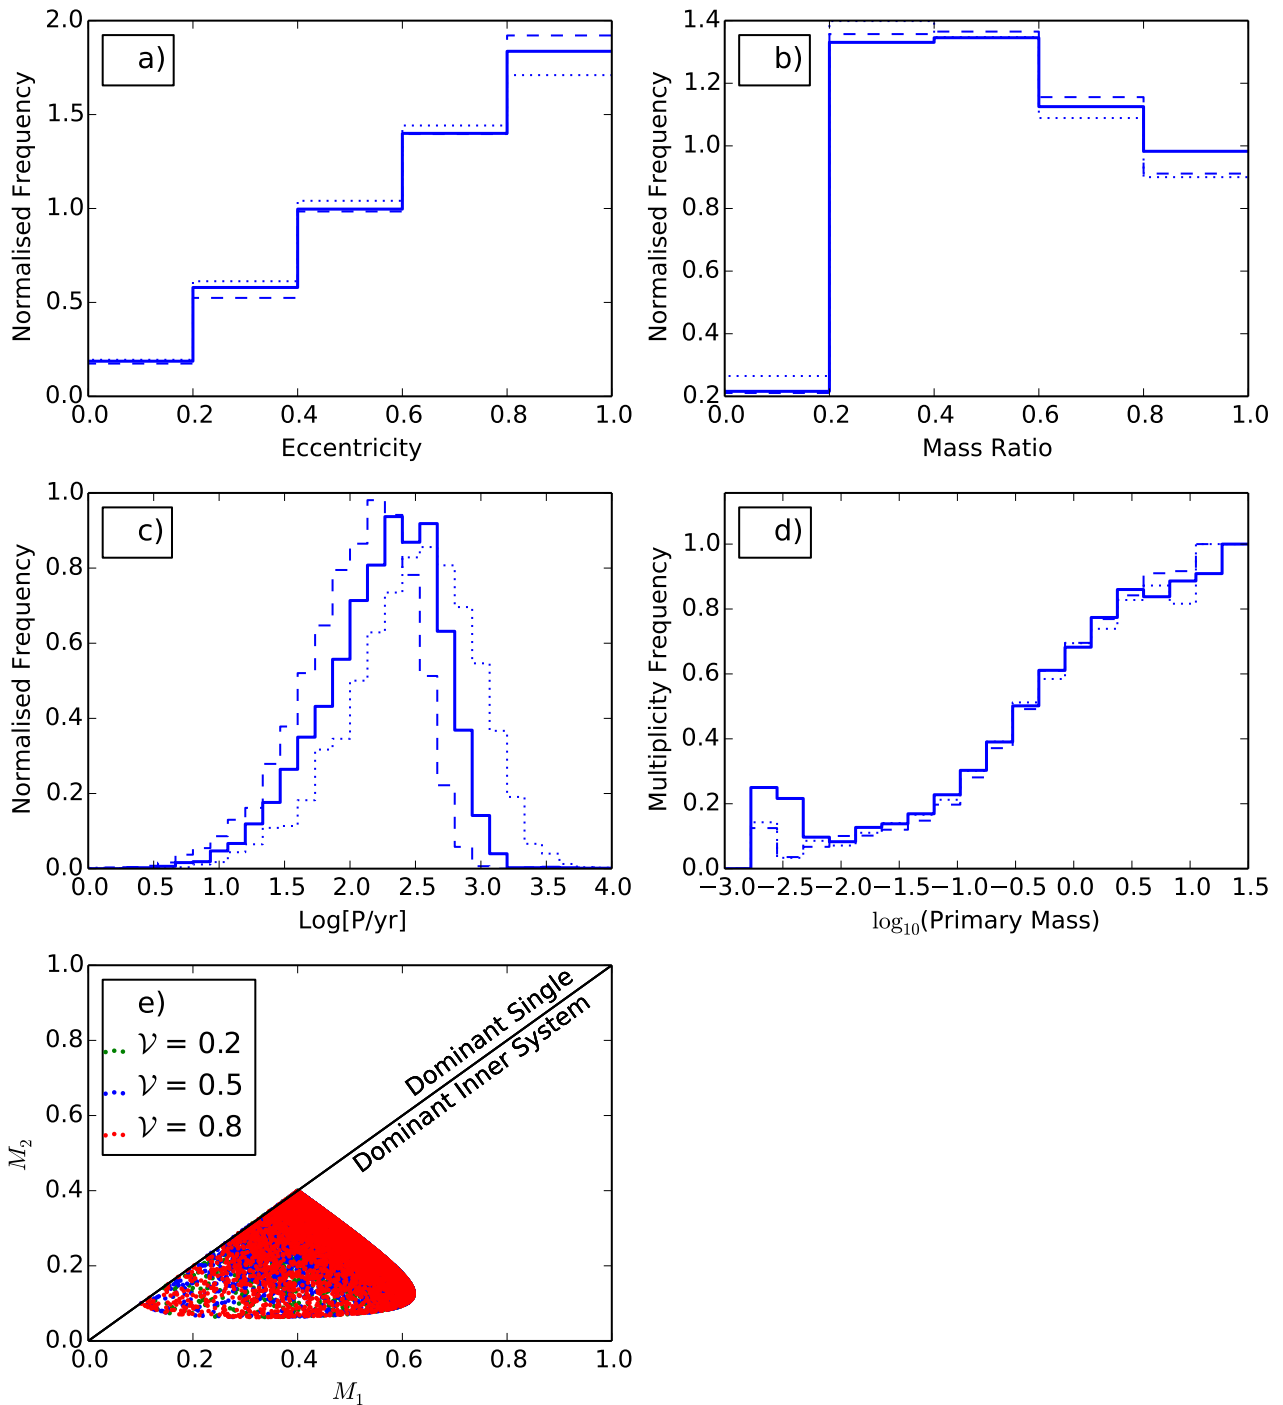 a)
2.0
1.5
1.0
0.5
0.0
Normalised Frequency
0.0 0.2 0.4 0.6 0.8 1.0
Eccentricity
b)
1.4
1.2
1.0
0.8
0.6
0.4
0.2
Normalised Frequency
0.0 0.2 0.4 0.6 0.8 1.0
Mass Ratio
c)
1.0
0.8
0.6
0.4
0.2
0.0
Normalised Frequency
0.0 0.5 1.0 1.5 2.0 2.5 3.0 3.5 4.0
Log[P/yr]
d)
1.0
0.8
0.6
0.4
0.2
0.0
Multiplicity Frequency
−3.0 −2.5 −2.0 −1.5 −1.0 −0.5 0.0 0.5 1.0 1.5
log₁₀(Primary Mass)
e)
𝒱 = 0.2
𝒱 = 0.5
𝒱 = 0.8
Dominant Single
Dominant Inner System
1.0
0.8
0.6
0.4
0.2
0.0
M₂
0.0 0.2 0.4 0.6 0.8 1.0
M₁